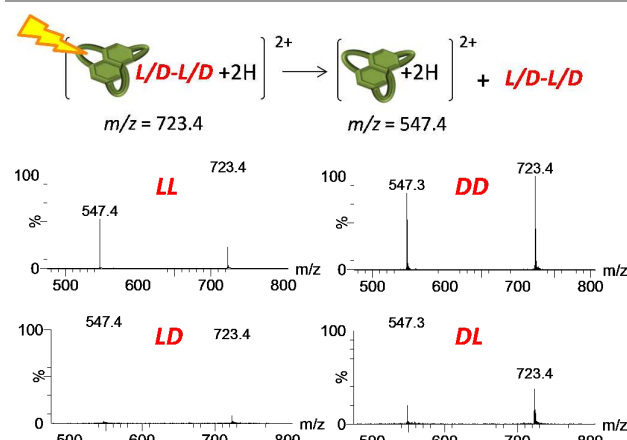 L/D-L/D +2H 2+ +2H 2+ + L/D-L/D
m/z = 723.4 m/z = 547.4
100 % 0 547.4 LL 723.4 500 600 700 800 m/z
100 % 0 547.3 DD 723.4 500 600 700 800 m/z
100 % 0 547.4 LD 723.4 500 600 700 800 m/z
100 % 0 547.3 DL 723.4 500 600 700 800 m/z